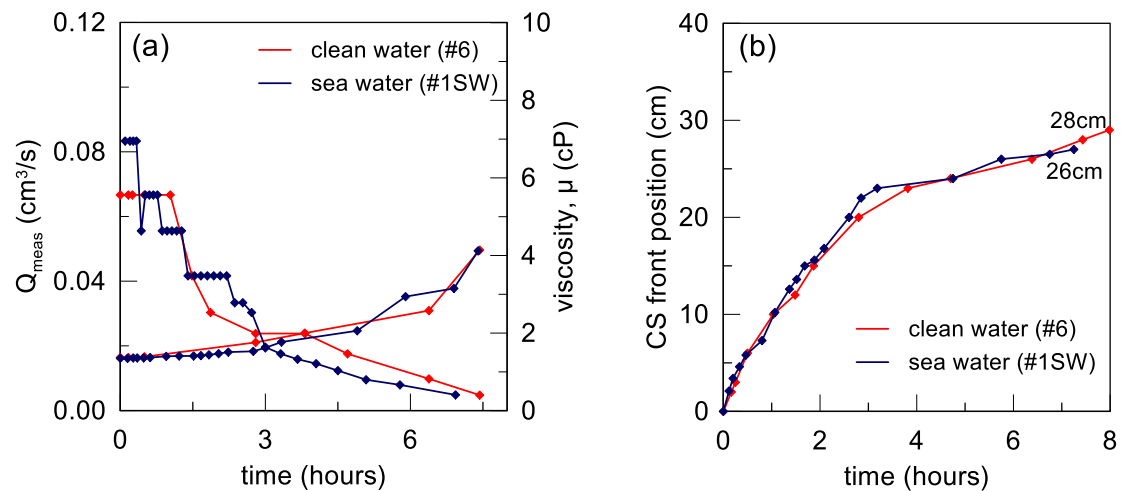 (a)
clean water (#6)
sea water (#1SW)
0.12
0.08
0.04
0.00
Qmeas (cm³/s)
10
8
6
4
2
0
viscosity, μ (cP)
0 3 6
time (hours)
(b)
40
30
20
10
0
CS front position (cm)
28cm
26cm
clean water (#6)
sea water (#1SW)
0 2 4 6 8
time (hours)